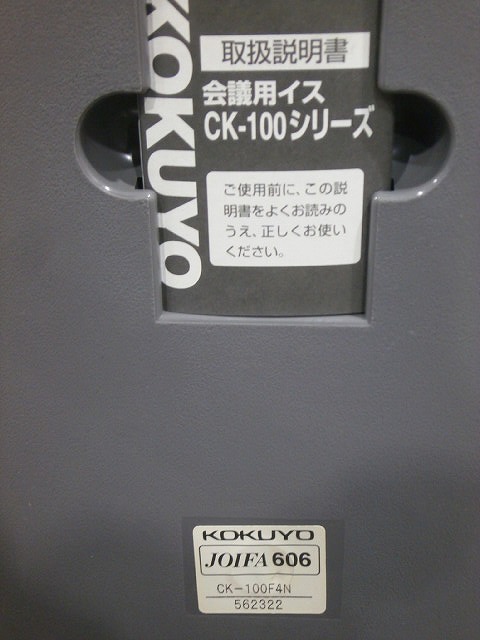 KOKUYO
取扱説明書
会議用イス
CK-100シリーズ
ご使用前に、この説
明書をよくお読みの
うえ、正しくお使い
ください。
KOKUYO
JOIFA 606
CK-100F4N
562322